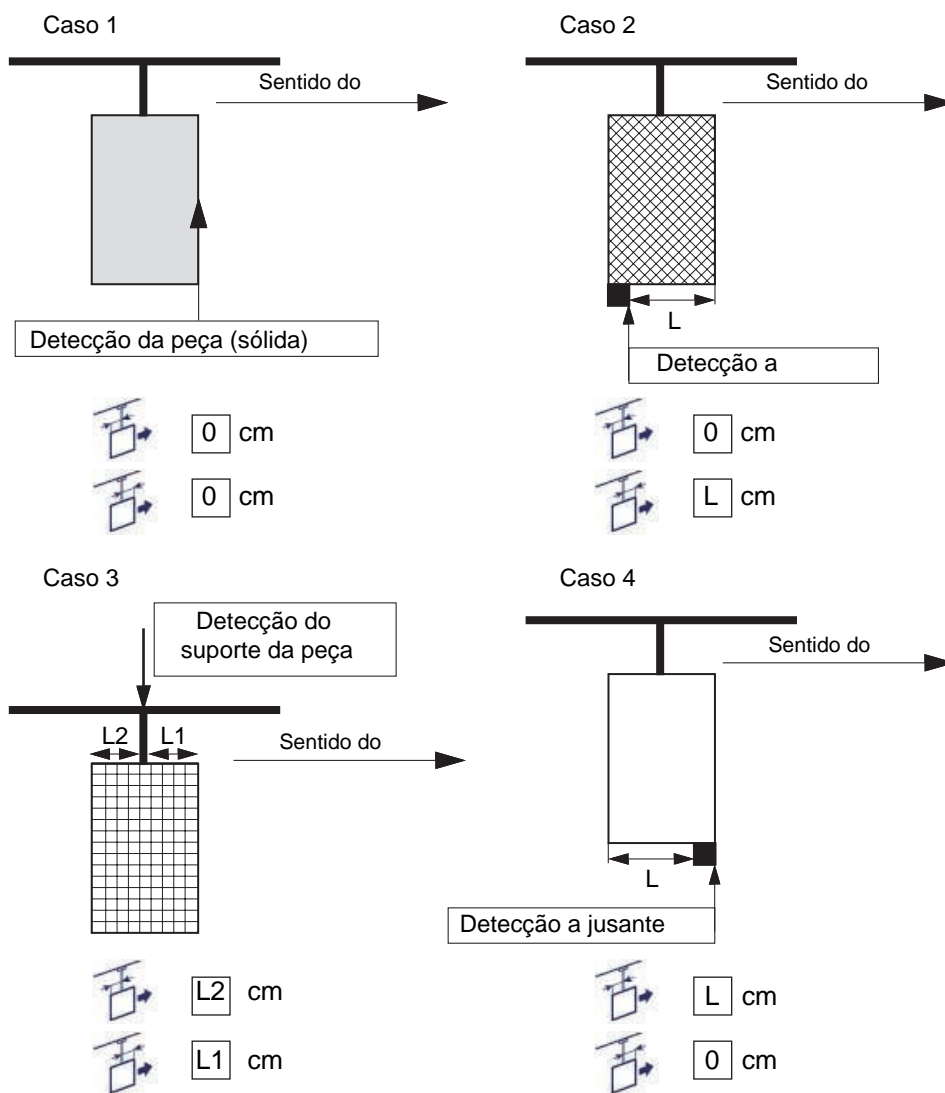 Caso 1
Sentido do
Detecção da peça (sólida)
0 cm
0 cm
Caso 2
Sentido do
L
Detecção a
0 cm
L cm
Caso 3
Detecção do
suporte da peça
L2 L1
Sentido do
L2 cm
L1 cm
Caso 4
Sentido do
L
Detecção a jusante
L cm
0 cm